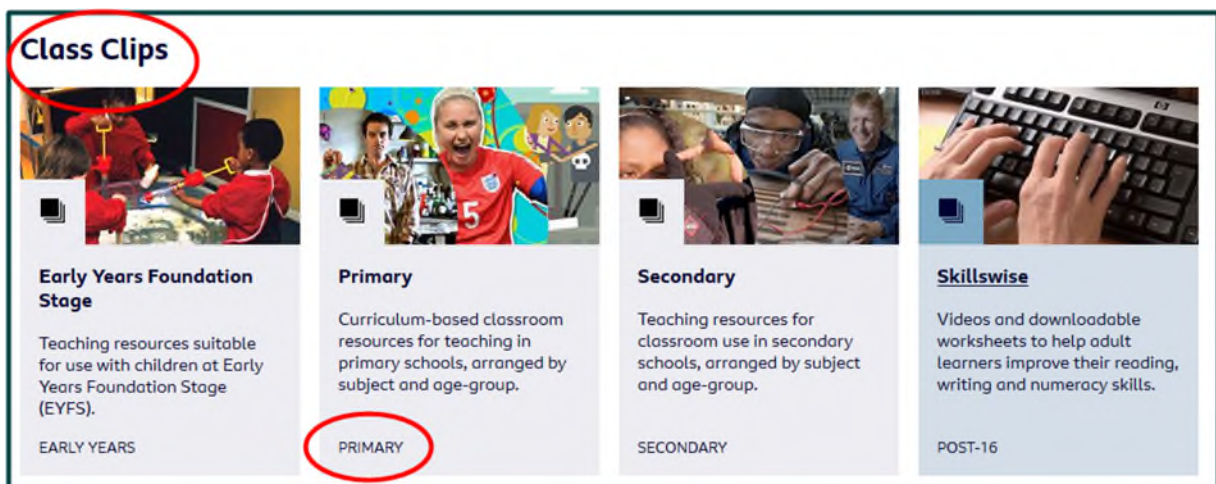 Class Clips
Early Years Foundation
Stage
Teaching resources suitable
for use with children at Early
Years Foundation Stage
(EYFS).
EARLY YEARS
5
Primary
Curriculum-based classroom
resources for teaching in
primary schools, arranged by
subject and age-group.
PRIMARY
Secondary
Teaching resources for
classroom use in secondary
schools, arranged by subject
and age-group.
SECONDARY
hp
Skillswise
Videos and downloadable
worksheets to help adult
learners improve their reading,
writing and numeracy skills.
POST-16